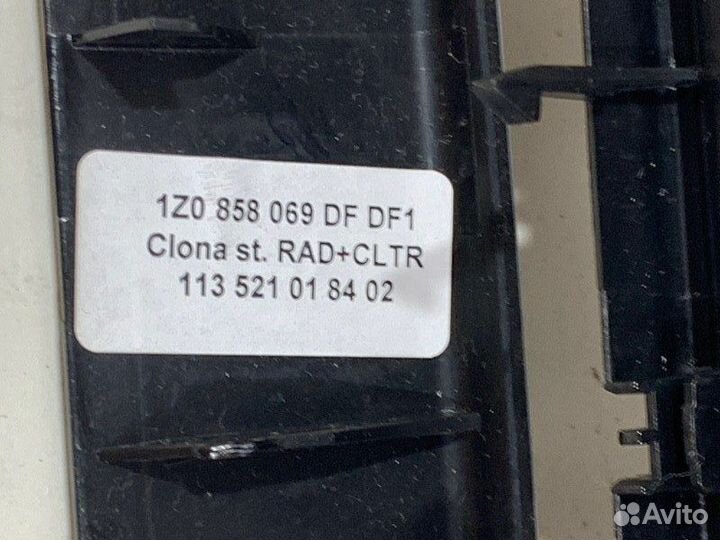 1Z0 858 069 DF DF1
Clona st. RAD+CLTR
113 521 01 84 02
Avito